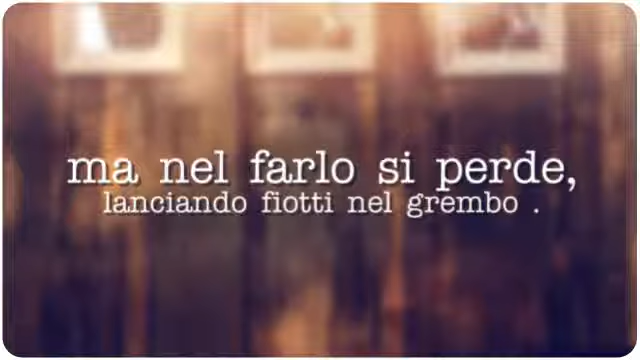 ma nel farlo si perde,
lanciando fiotti nel grembo .